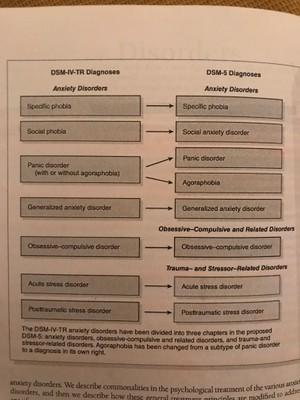 Disorders
DSM-IV-TR Diagnoses
DSM-5 Diagnoses
Anxiety Disorders
Anxiety Disorders
Specific phobia
Specific phobia
Social phobia
Social anxiety disorder
Panic disorder
(with or without agoraphobia)
Panic disorder
Agoraphobia
Generalized anxiety disorder
Generalized anxiety disorder
Obsessive–Compulsive and Related Disorders
Obsessive–compulsive disorder
Obsessive–compulsive disorder
Trauma– and Stressor–Related Disorders
Acute stress disorder
Acute stress disorder
Posttraumatic stress disorder
Posttraumatic stress disorder
The DSM-IV-TR anxiety disorders have been divided into three chapters in the proposed
DSM-5: anxiety disorders, obsessive-compulsive and related disorders, and trauma-and
stressor-related disorders. Agoraphobia has been changed from a subtype of panic disorder
to a diagnosis in its own right.
anxiety disorders. We describe commonalities in the psychological treatment of the various anxiety
disorders, and then we describe how these general treatment principles are modified to address